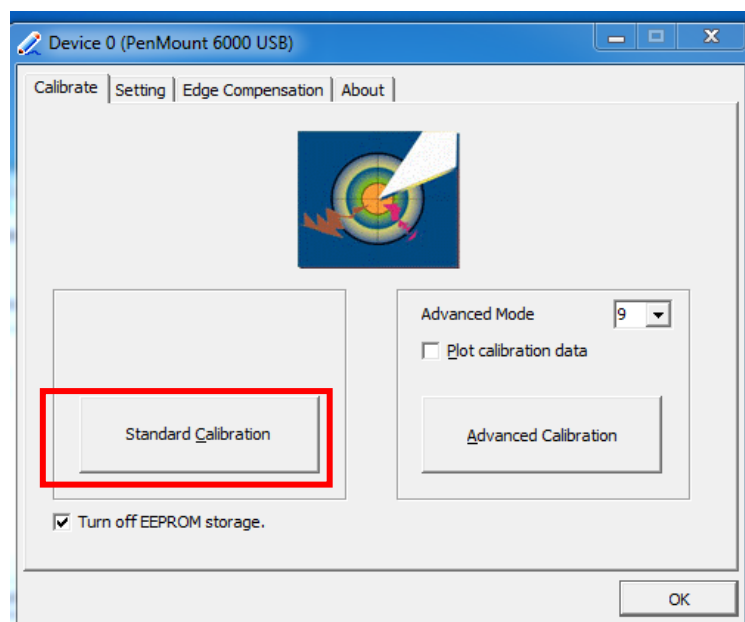 Device 0 (PenMount 6000 USB)
Calibrate Setting Edge Compensation About
Advanced Mode 9
Plot calibration data
Standard Calibration
Advanced Calibration
Turn off EEPROM storage.
OK